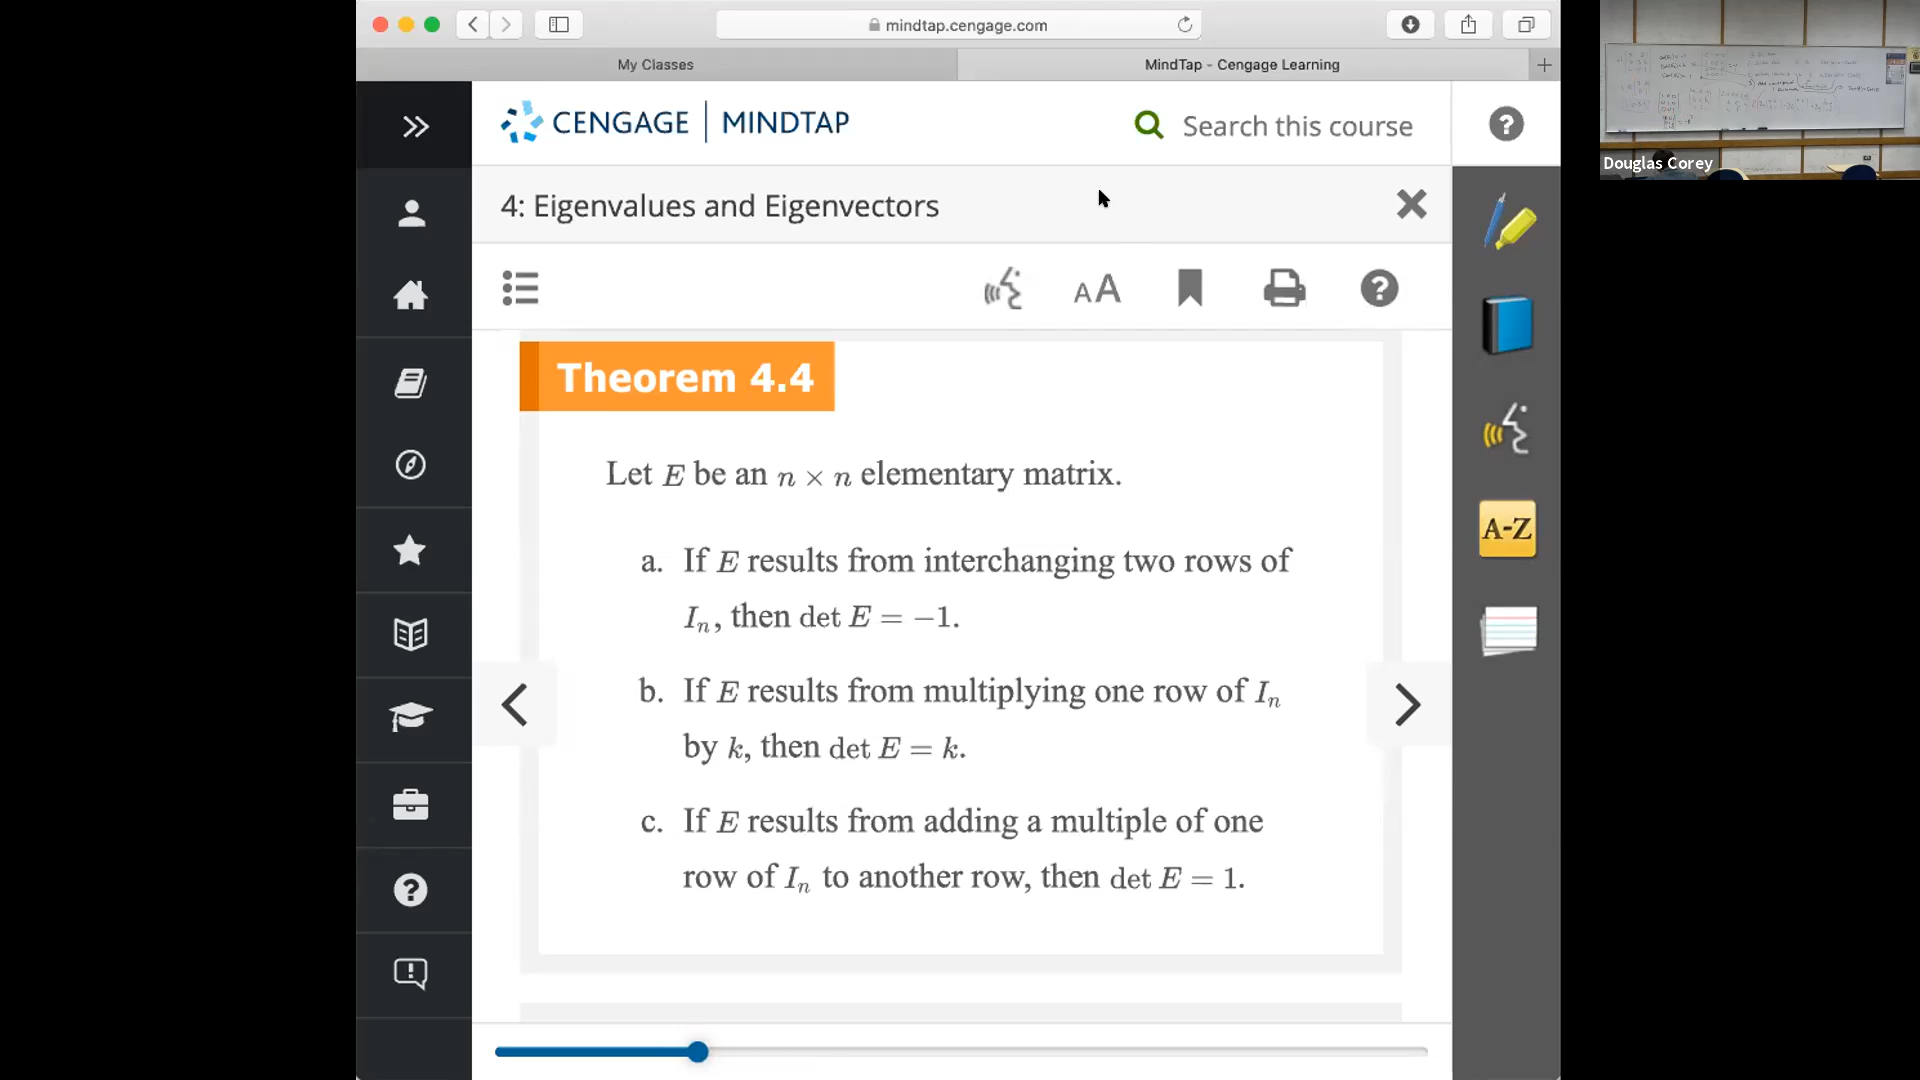 mindtap.cengage.com
My Classes
MindTap - Cengage Learning
CENGAGE | MINDTAP
Search this course
4: Eigenvalues and Eigenvectors
AA
Theorem 4.4
Let E be an n × n elementary matrix.
a. If E results from interchanging two rows of
Iₙ, then det E = −1.
b. If E results from multiplying one row of Iₙ
by k, then det E = k.
c. If E results from adding a multiple of one
row of Iₙ to another row, then det E = 1.
A-Z
Douglas Corey